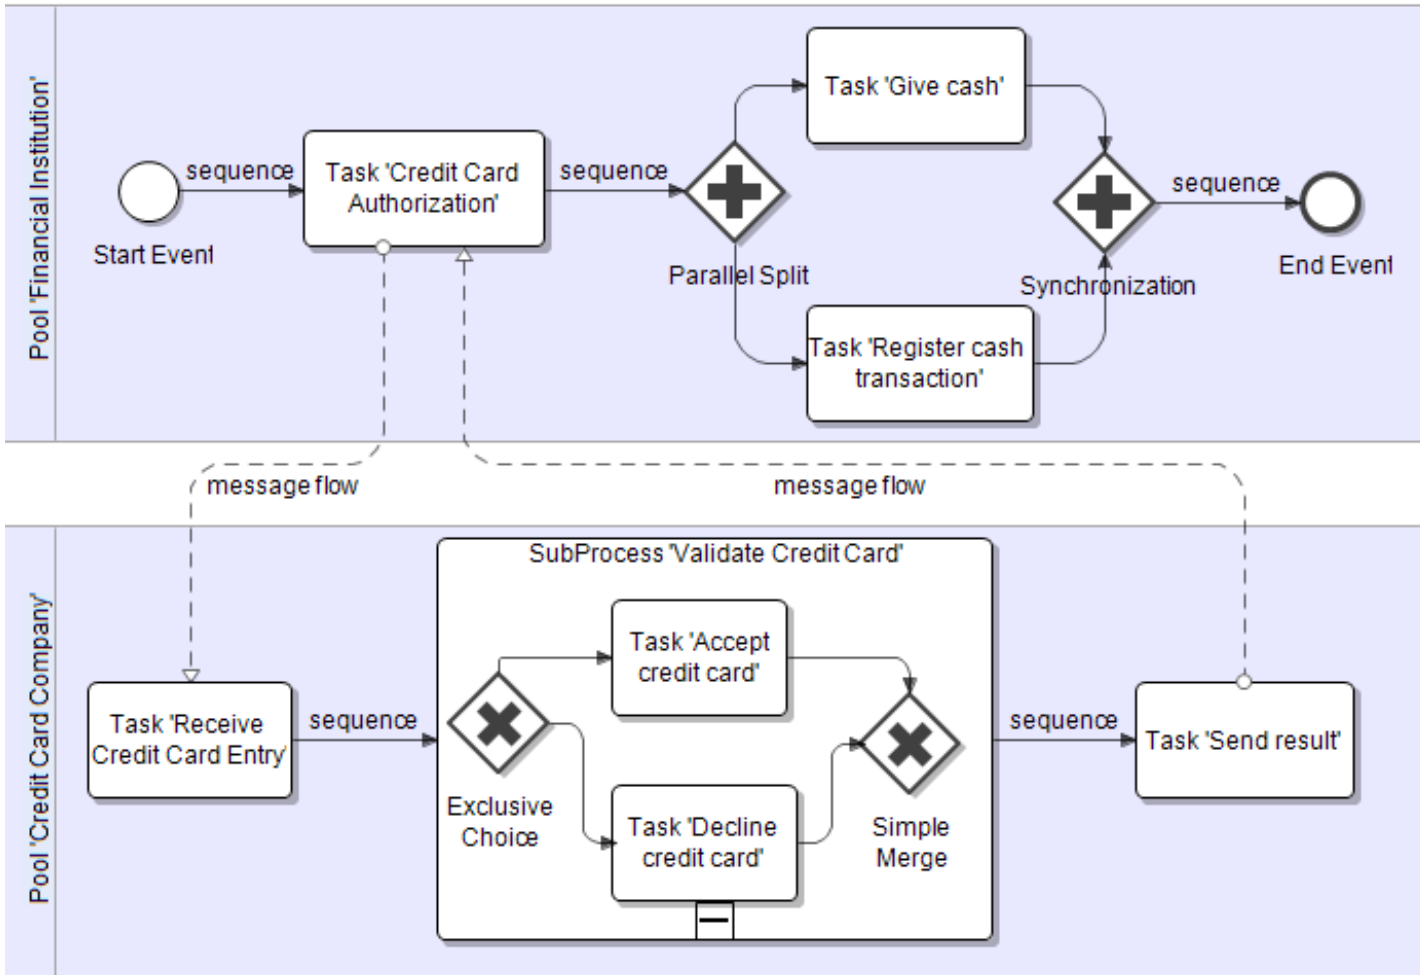 Pool 'Financial Institution'
Start Event
sequence
Task 'Credit Card
Authorization'
sequence
Parallel Split
Task 'Give cash'
Task 'Register cash
transaction'
Synchronization
sequence
End Event
message flow
message flow
Pool 'Credit Card Company'
Task 'Receive
Credit Card Entry'
sequence
SubProcess 'Validate Credit Card'
Exclusive
Choice
Task 'Accept
credit card'
Task 'Decline
credit card'
Simple
Merge
sequence
Task 'Send result'